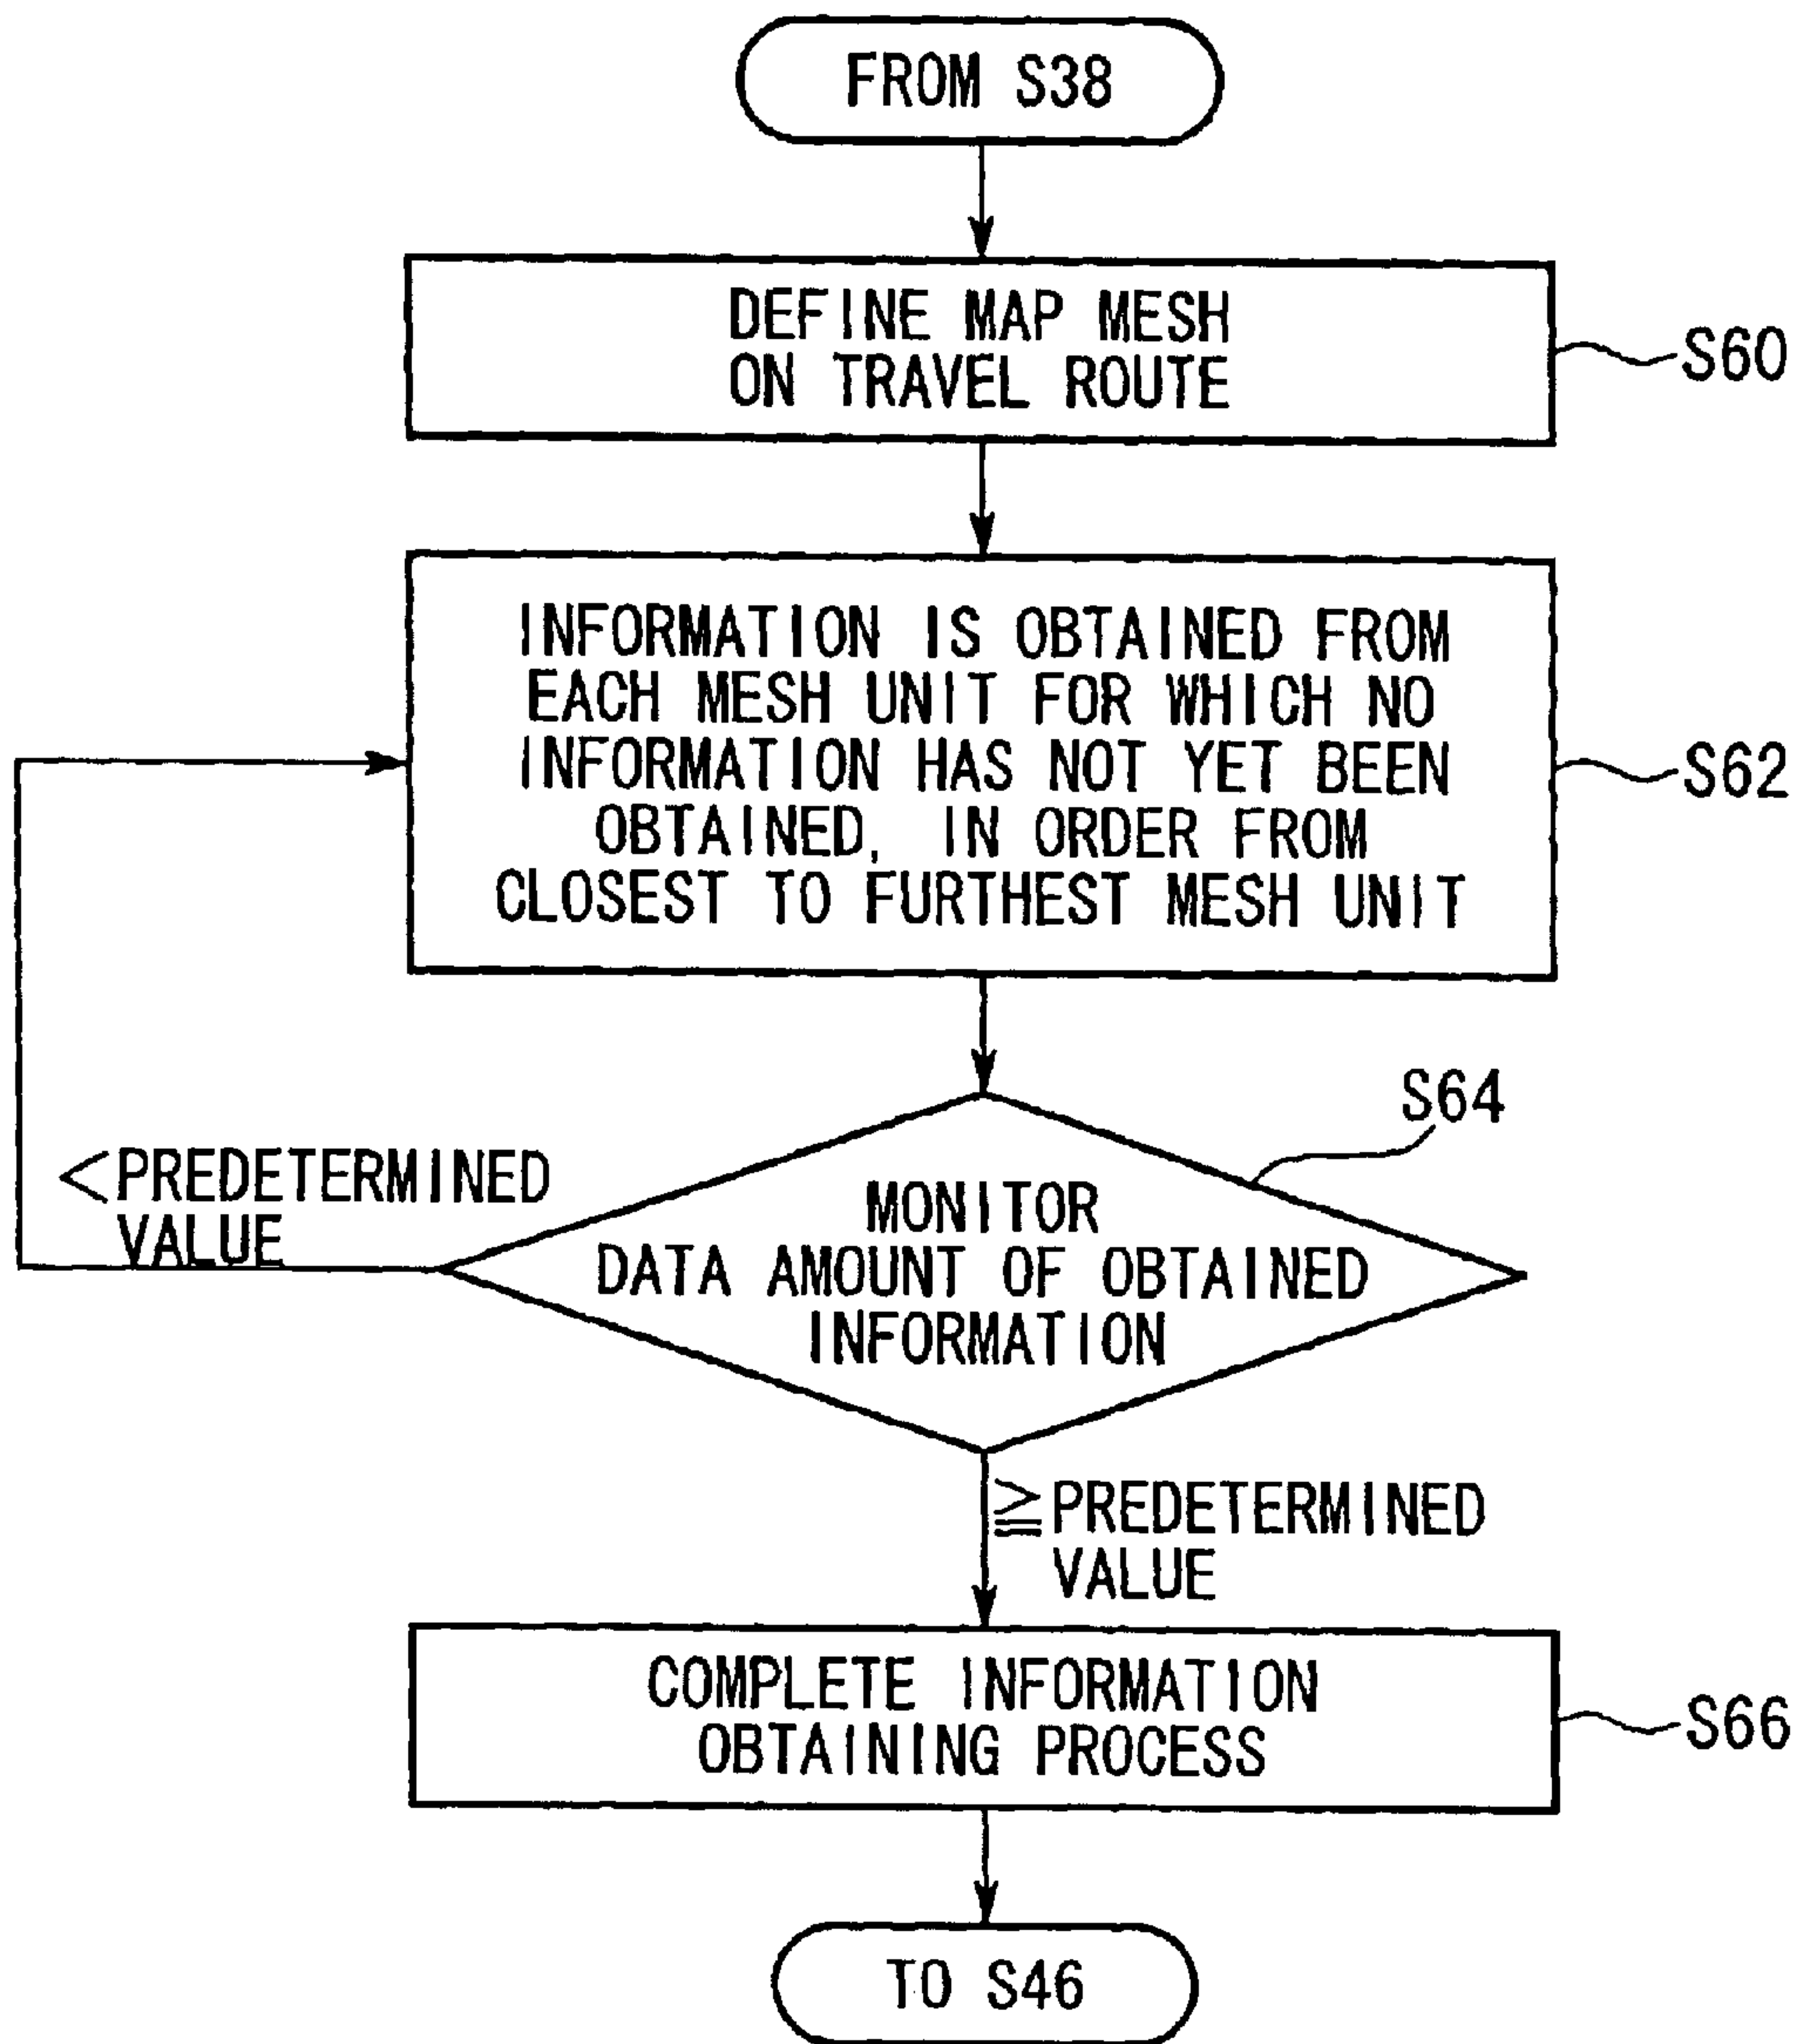 FROM S38
DEFINE MAP MESH
ON TRAVEL ROUTE
S60
INFORMATION IS OBTAINED FROM
EACH MESH UNIT FOR WHICH NO
INFORMATION HAS NOT YET BEEN
OBTAINED, IN ORDER FROM
CLOSEST TO FURTHEST MESH UNIT
S62
S64
<PREDETERMINED
VALUE
MONITOR
DATA AMOUNT OF OBTAINED
INFORMATION
≧PREDETERMINED
VALUE
COMPLETE INFORMATION
OBTAINING PROCESS
S66
TO S46